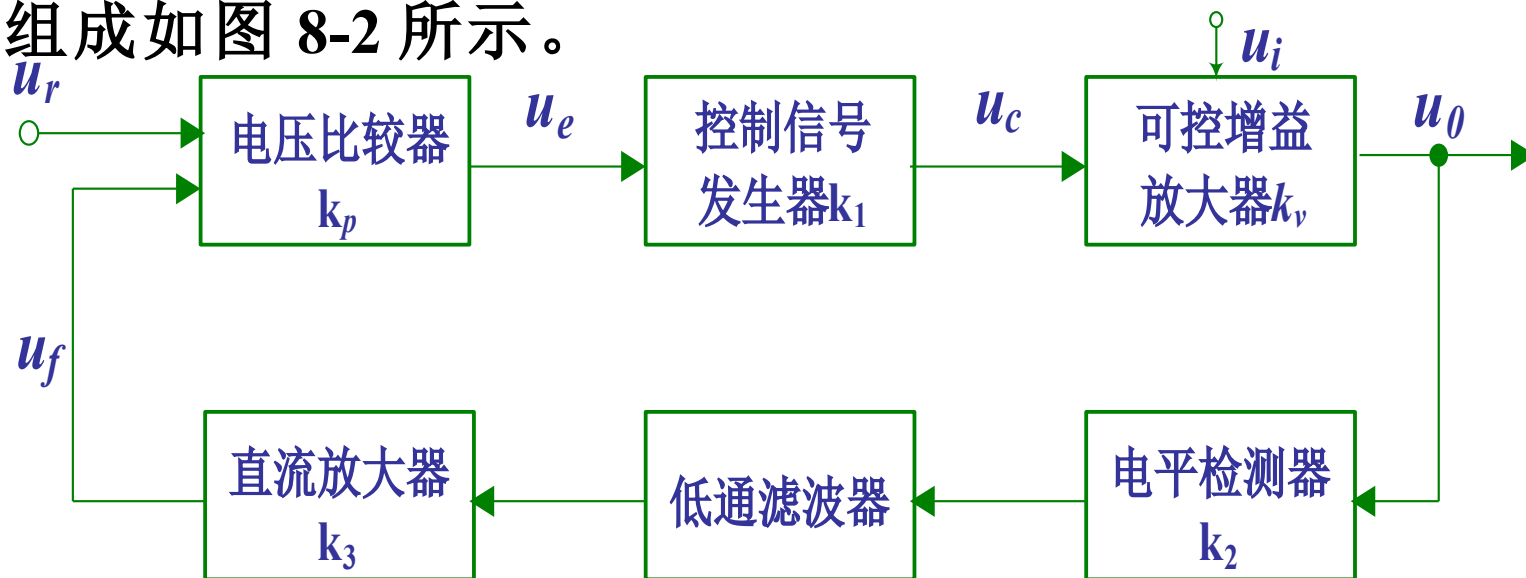 组成如图 8-2 所示。
u_r
电压比较器
k_p
u_e
控制信号
发生器k_1
u_c
u_i
可控增益
放大器k_v
u_0
u_f
直流放大器
k_3
低通滤波器
电平检测器
k_2